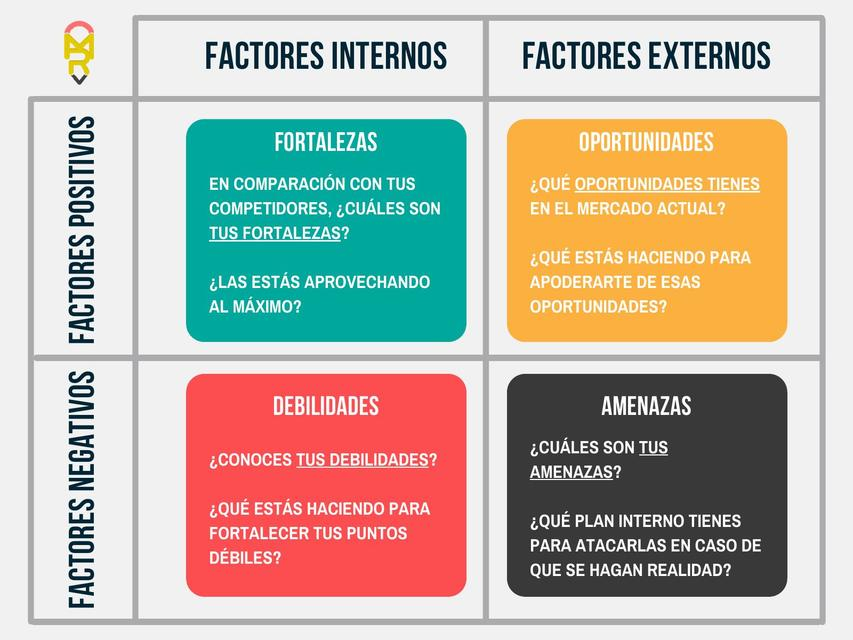 FACTORES INTERNOS
FACTORES EXTERNOS
FACTORES POSITIVOS
FORTALEZAS
EN COMPARACIÓN CON TUS
COMPETIDORES, ¿CUÁLES SON
TUS FORTALEZAS?
¿LAS ESTÁS APROVECHANDO
AL MÁXIMO?
OPORTUNIDADES
¿QUÉ OPORTUNIDADES TIENES
EN EL MERCADO ACTUAL?
¿QUÉ ESTÁS HACIENDO PARA
APODERARTE DE ESAS
OPORTUNIDADES?
FACTORES NEGATIVOS
DEBILIDADES
¿CONOCES TUS DEBILIDADES?
¿QUÉ ESTÁS HACIENDO PARA
FORTALECER TUS PUNTOS
DÉBILES?
AMENAZAS
¿CUÁLES SON TUS
AMENAZAS?
¿QUÉ PLAN INTERNO TIENES
PARA ATACARLAS EN CASO DE
QUE SE HAGAN REALIDAD?